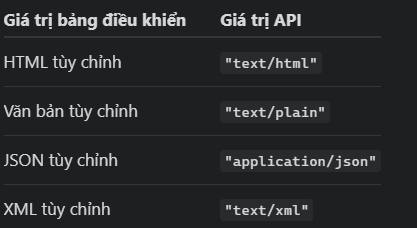 Giá trị bảng điều khiển Giá trị API
HTML tùy chỉnh "text/html"
Văn bản tùy chỉnh "text/plain"
JSON tùy chỉnh "application/json"
XML tùy chỉnh "text/xml"